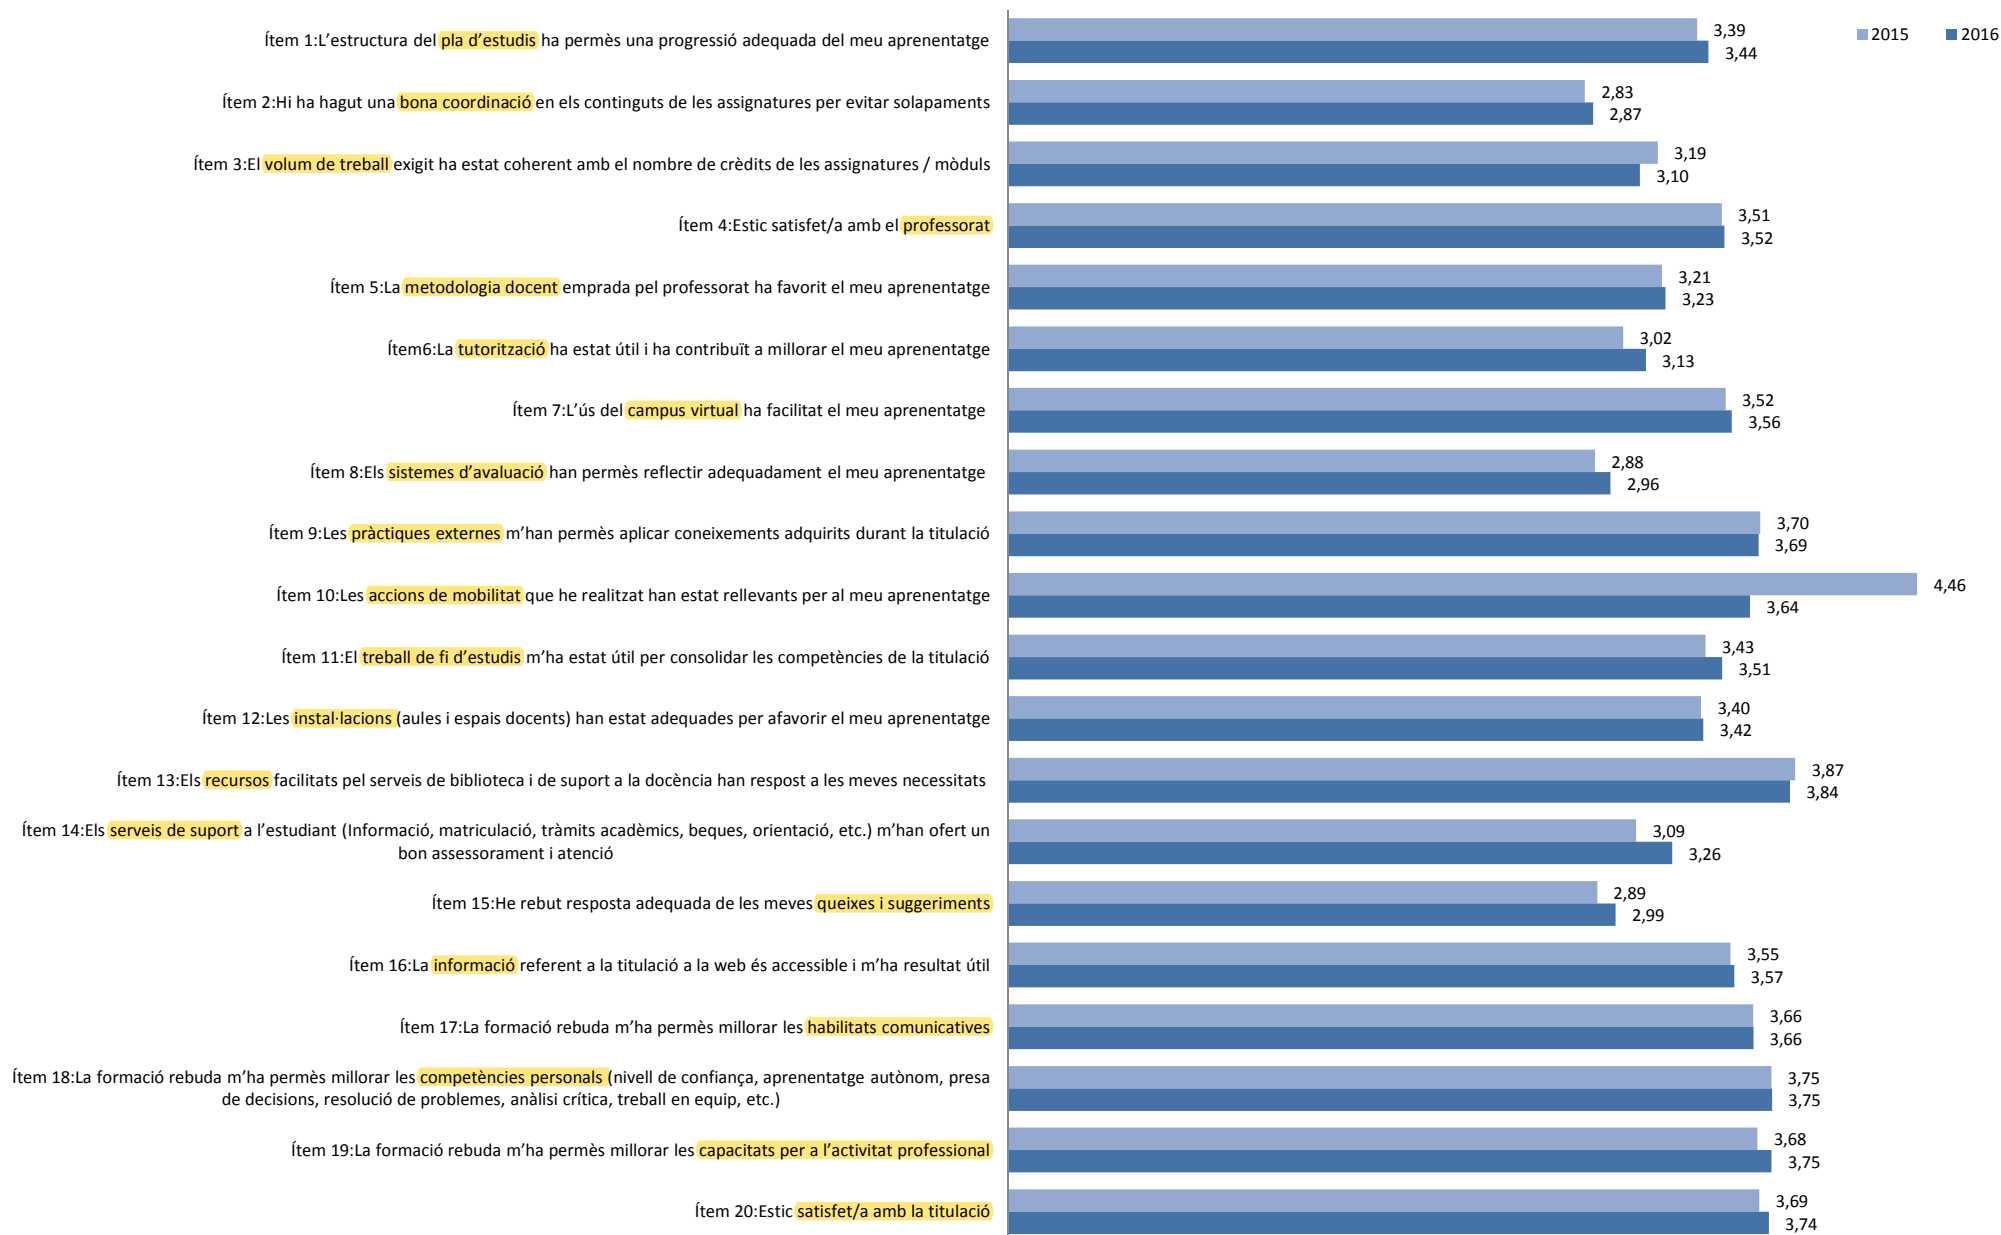 2015 2016
Ítem 1:L'estructura del pla d'estudis ha permès una progressió adequada del meu aprenentatge
3,39
3,44
Ítem 2:Hi ha hagut una bona coordinació en els continguts de les assignatures per evitar solapaments
2,83
2,87
Ítem 3:El volum de treball exigit ha estat coherent amb el nombre de crèdits de les assignatures / mòduls
3,19
3,10
Ítem 4:Estic satisfet/a amb el professorat
3,51
3,52
Ítem 5:La metodologia docent emprada pel professorat ha favorit el meu aprenentatge
3,21
3,23
Ítem6:La tutorització ha estat útil i ha contribuït a millorar el meu aprenentatge
3,02
3,13
Ítem 7:L'ús del campus virtual ha facilitat el meu aprenentatge
3,52
3,56
Ítem 8:Els sistemes d'avaluació han permès reflectir adequadament el meu aprenentatge
2,88
2,96
Ítem 9:Les pràctiques externes m'han permès aplicar coneixements adquirits durant la titulació
3,70
3,69
Ítem 10:Les accions de mobilitat que he realitzat han estat rellevants per al meu aprenentatge
4,46
3,64
Ítem 11:El treball de fi d'estudis m'ha estat útil per consolidar les competències de la titulació
3,43
3,51
Ítem 12:Les instal·lacions (aules i espais docents) han estat adequades per afavorir el meu aprenentatge
3,40
3,42
Ítem 13:Els recursos facilitats pel serveis de biblioteca i de suport a la docència han respost a les meves necessitats
3,87
3,84
Ítem 14:Els serveis de suport a l'estudiant (Informació, matriculació, tràmits acadèmics, beques, orientació, etc.) m'han ofert un
bon assessorament i atenció
3,09
3,26
Ítem 15:He rebut resposta adequada de les meves queixes i suggeriments
2,89
2,99
Ítem 16:La informació referent a la titulació a la web és accessible i m'ha resultat útil
3,55
3,57
Ítem 17:La formació rebuda m'ha permès millorar les habilitats comunicatives
3,66
3,66
Ítem 18:La formació rebuda m'ha permès millorar les competències personals (nivell de confiança, aprenentatge autònom, presa
de decisions, resolució de problemes, anàlisi crítica, treball en equip, etc.)
3,75
3,75
Ítem 19:La formació rebuda m'ha permès millorar les capacitats per a l'activitat professional
3,68
3,75
Ítem 20:Estic satisfet/a amb la titulació
3,69
3,74